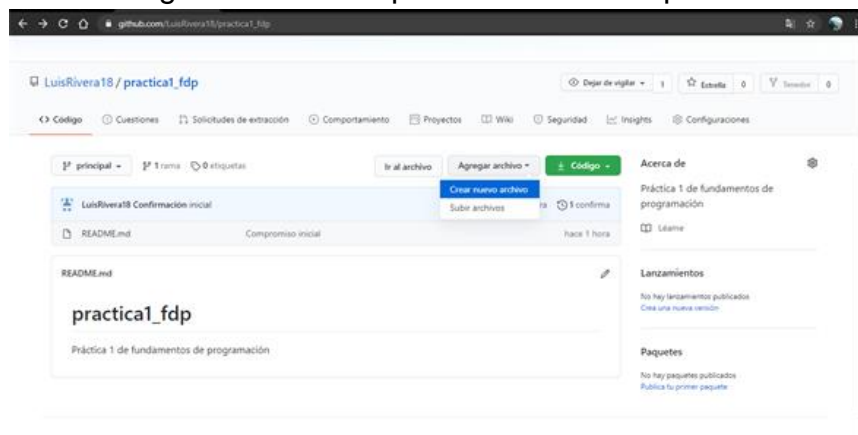 github.com/LuisRivera18/practica1_fdp
LuisRivera18 / practica1_fdp
Dejar de vigilar 1 Estrella 0 Tenedor 0
Código Cuestiones Solicitudes de extracción Comportamiento Proyectos Wiki Seguridad Insights Configuraciones
principal 1 rama 0 etiquetas Ir al archivo Agregar archivo Código
Crear nuevo archivo
Subir archivos
LuisRivera18 Confirmación inicial 1 confirma
README.md Compromiso inicial hace 1 hora
README.md
practica1_fdp
Práctica 1 de fundamentos de programación
Acerca de
Práctica 1 de fundamentos de
programación
Léame
Lanzamientos
No hay lanzamientos publicados
Crea una nueva versión
Paquetes
No hay paquetes publicados
Publica tu primer paquete